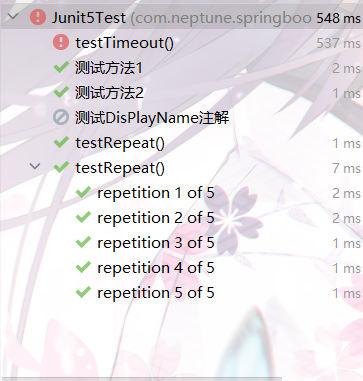 Junit5Test (com.neptune.springboo 548 ms
testTimeout() 537 ms
测试方法1 2 ms
测试方法2 1 ms
测试DisPlayName注解
testRepeat() 1 ms
testRepeat() 7 ms
repetition 1 of 5 2 ms
repetition 2 of 5 2 ms
repetition 3 of 5 1 ms
repetition 4 of 5 1 ms
repetition 5 of 5 1 ms